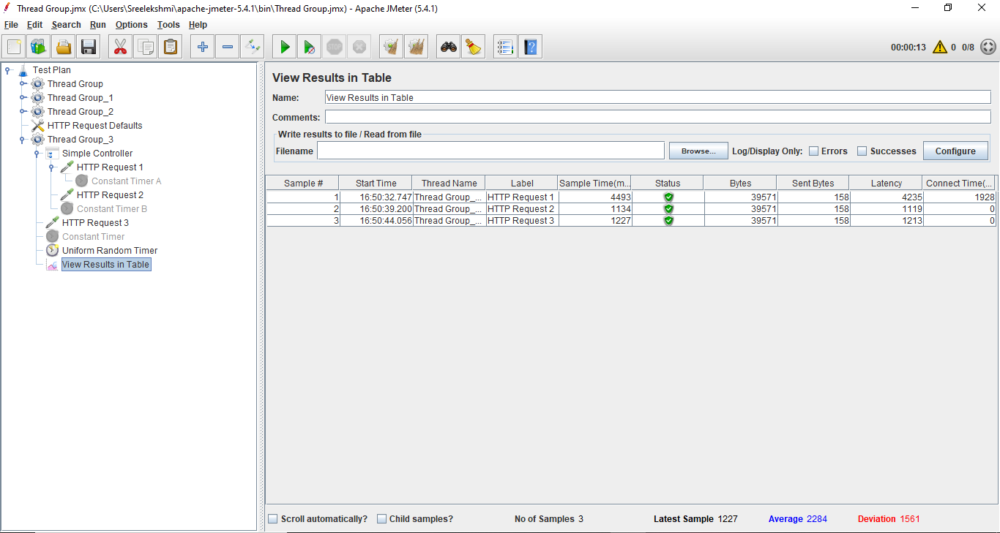 Thread Group.jmx (C:\Users\Sreelekshmi\apache-jmeter-5.4.1\bin\Thread Group.jmx) - Apache JMeter (5.4.1)
File Edit Search Run Options Tools Help
00:00:13 0 0/8
Test Plan
Thread Group
Thread Group_1
Thread Group_2
HTTP Request Defaults
Thread Group_3
Simple Controller
HTTP Request 1
Constant Timer A
HTTP Request 2
Constant Timer B
HTTP Request 3
Constant Timer
Uniform Random Timer
View Results in Table
View Results in Table
Name: View Results in Table
Comments:
Write results to file / Read from file
Filename Browse... Log/Display Only: Errors Successes Configure
Sample # Start Time Thread Name Label Sample Time(m... Status Bytes Sent Bytes Latency Connect Time(...
1 16:50:32.747 Thread Group_... HTTP Request 1 4493 39571 158 4235 1928
2 16:50:39.200 Thread Group_... HTTP Request 2 1134 39571 158 1119 0
3 16:50:44.056 Thread Group_... HTTP Request 3 1227 39571 158 1213 0
Scroll automatically? Child samples? No of Samples 3 Latest Sample 1227 Average 2284 Deviation 1561